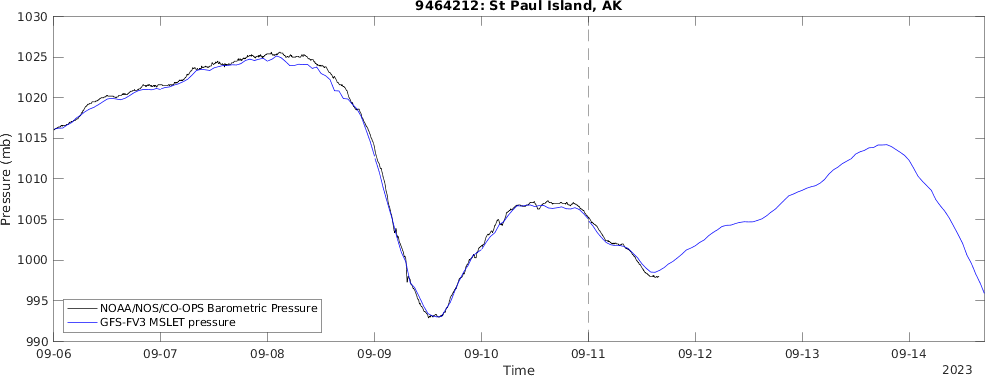 9464212: St Paul Island, AK
Pressure (mb)
1030
1025
1020
1015
1010
1005
1000
995
990
NOAA/NOS/CO-OPS Barometric Pressure
GFS-FV3 MSLET pressure
09-06 09-07 09-08 09-09 09-10 09-11 09-12 09-13 09-14
Time
2023